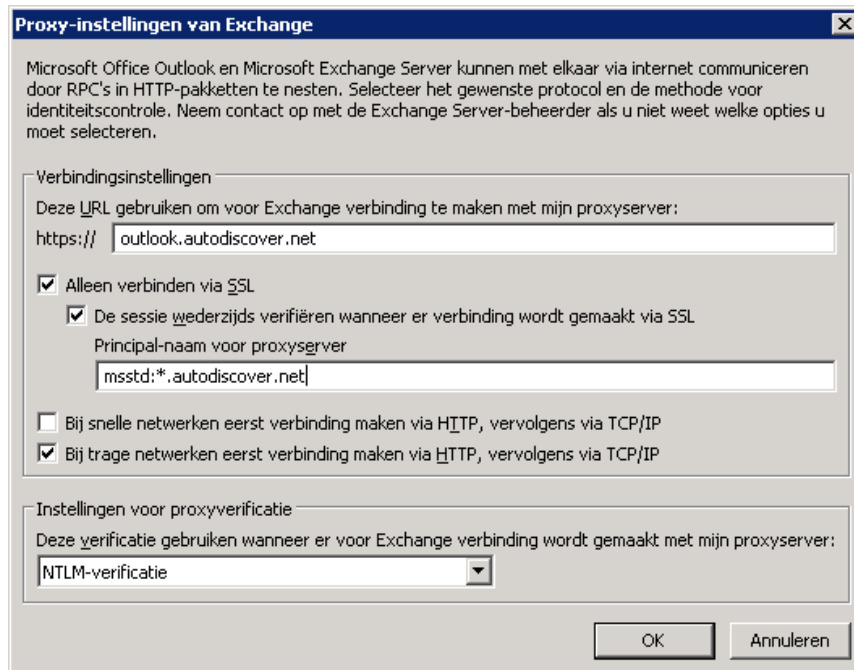 Proxy-instellingen van Exchange
Microsoft Office Outlook en Microsoft Exchange Server kunnen met elkaar via internet communiceren
door RPC's in HTTP-pakketten te nesten. Selecteer het gewenste protocol en de methode voor
identiteitscontrole. Neem contact op met de Exchange Server-beheerder als u niet weet welke opties u
moet selecteren.
Verbindingsinstellingen
Deze URL gebruiken om voor Exchange verbinding te maken met mijn proxyserver:
https:// outlook.autodiscover.net
Alleen verbinden via SSL
De sessie wederzijds verifiëren wanneer er verbinding wordt gemaakt via SSL
Principal-naam voor proxyserver
msstd:*.autodiscover.net
Bij snelle netwerken eerst verbinding maken via HTTP, vervolgens via TCP/IP
Bij trage netwerken eerst verbinding maken via HTTP, vervolgens via TCP/IP
Instellingen voor proxyverificatie
Deze verificatie gebruiken wanneer er voor Exchange verbinding wordt gemaakt met mijn proxyserver:
NTLM-verificatie
OK Annuleren